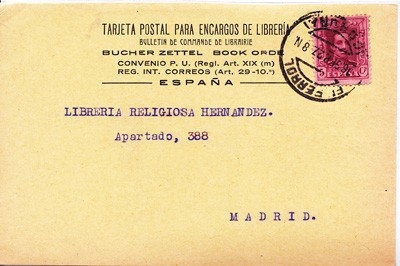 TARJETA POSTAL PARA ENCARGOS DE LIBRERÍA
BULLETIN DE COMMANDE DE LIBRAIRIE
BUCHER ZETTEL BOOK ORDE
CONVENIO P. U. (Regl. Art. XIX (m)
REG. INT. CORREOS (Art. 29-10.º)
ESPAÑA
EL FERROL
LIBRERIA RELIGIOSA HERNANDEZ.
Apartado, 388
MADRID.